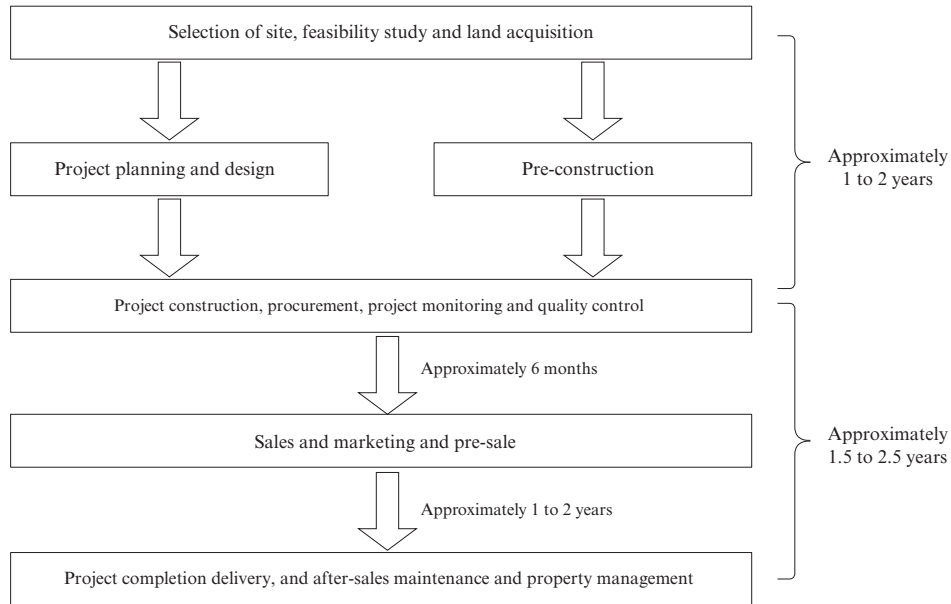 Selection of site, feasibility study and land acquisition
Project planning and design
Pre-construction
Approximately
1 to 2 years
Project construction, procurement, project monitoring and quality control
Approximately 6 months
Sales and marketing and pre-sale
Approximately
1.5 to 2.5 years
Approximately 1 to 2 years
Project completion delivery, and after-sales maintenance and property management